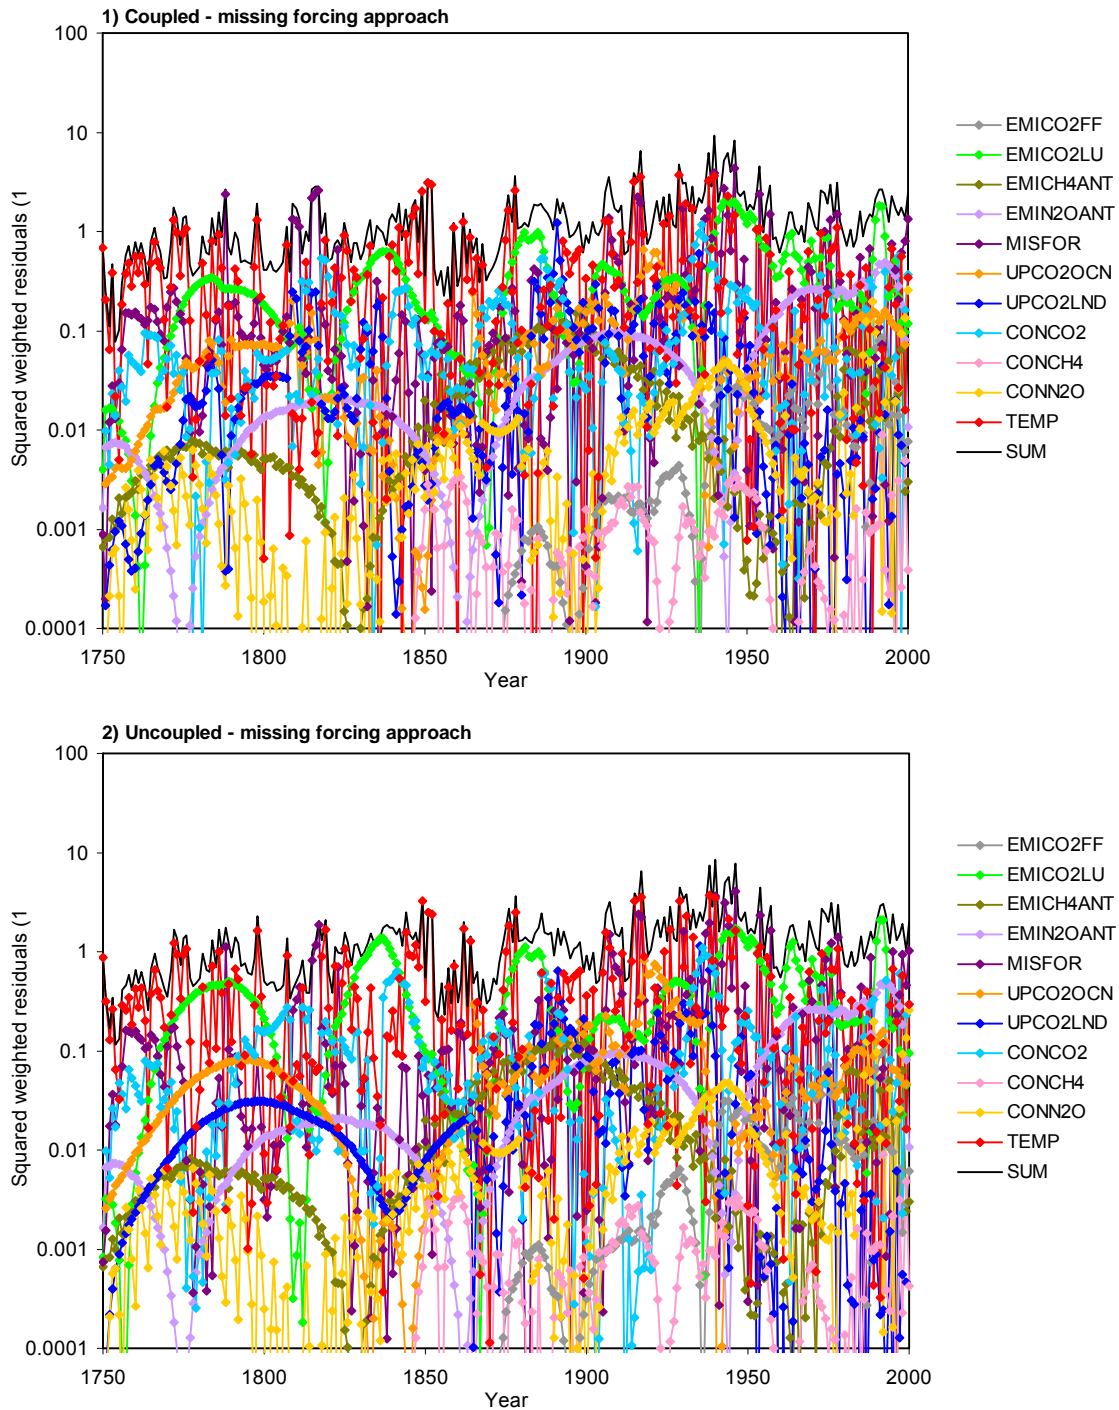 1) Coupled - missing forcing approach
100
10
1
0.1
0.01
0.001
0.0001
Squared weighted residuals (1
1750 1800 1850 1900 1950 2000
Year
EMICO2FF
EMICO2LU
EMICH4ANT
EMIN2OANT
MISFOR
UPCO2OCN
UPCO2LND
CONCO2
CONCH4
CONN2O
TEMP
SUM
2) Uncoupled - missing forcing approach
100
10
1
0.1
0.01
0.001
0.0001
Squared weighted residuals (1
1750 1800 1850 1900 1950 2000
Year
EMICO2FF
EMICO2LU
EMICH4ANT
EMIN2OANT
MISFOR
UPCO2OCN
UPCO2LND
CONCO2
CONCH4
CONN2O
TEMP
SUM